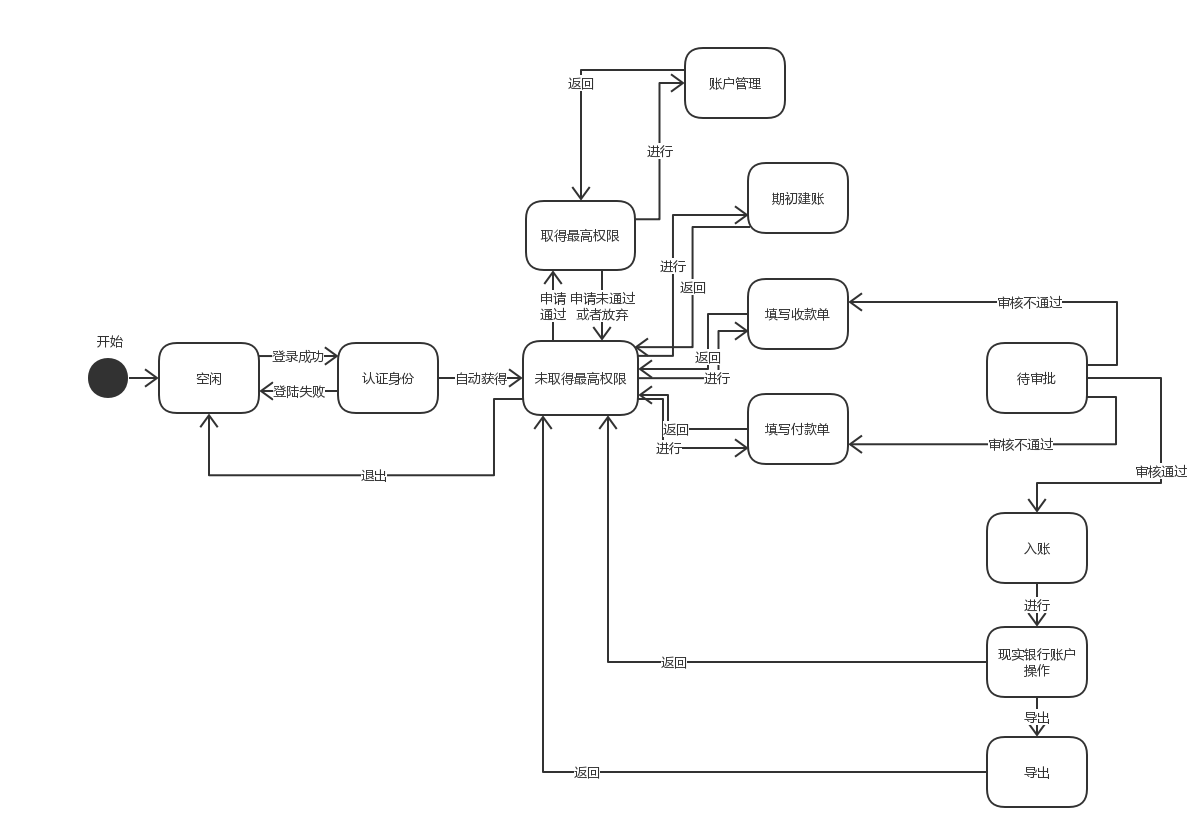 账户管理
返回
进行
期初建账
取得最高权限
进行
返回
申请
通过
申请未通过
或者放弃
填写收款单
审核不通过
开始
空闲
登录成功
登陆失败
认证身份
自动获得
未取得最高权限
返回
进行
待审批
返回
进行
填写付款单
审核不通过
退出
审核通过
入账
进行
现实银行账户
操作
返回
导出
导出
返回